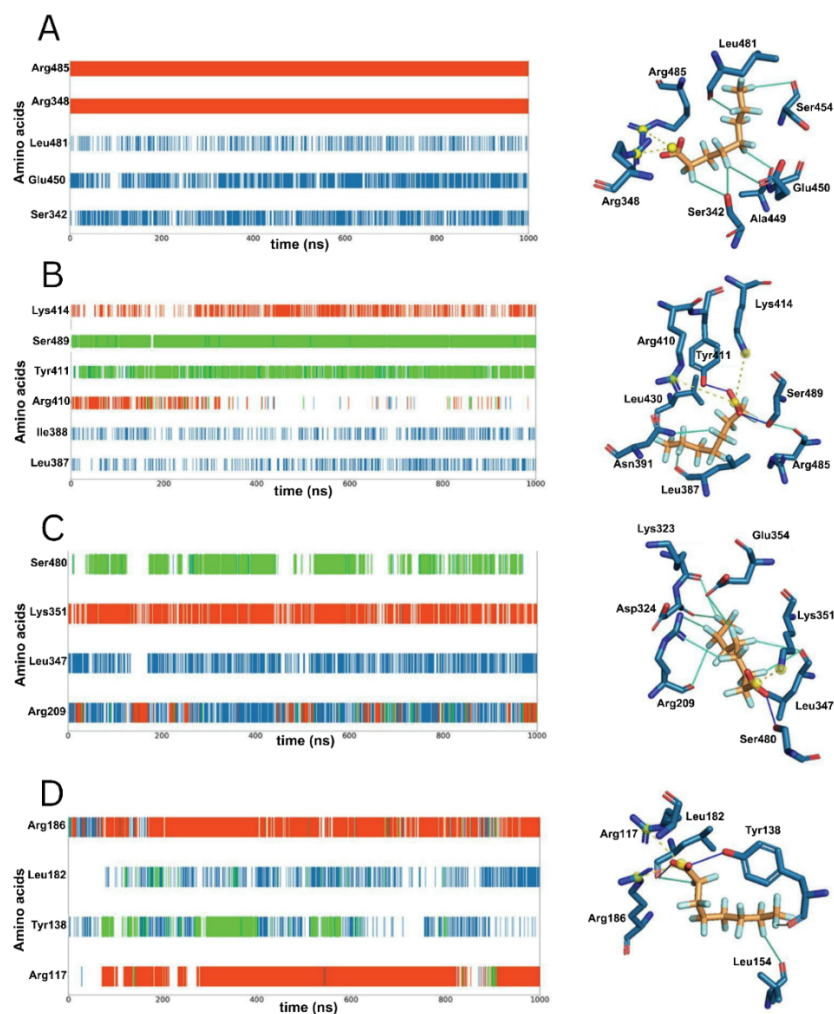 A
Amino acids
Arg485
Arg348
Leu481
Glu450
Ser342
0 200 400 600 800 1000
time (ns)
Leu481
Arg485
Ser454
Arg348
Glu450
Ser342
Ala449
B
Amino acids
Lys414
Ser489
Tyr411
Arg410
Ile388
Leu387
0 200 400 600 800 1000
time (ns)
Lys414
Arg410
Tyr411
Leu430
Ser489
Asn391
Arg485
Leu387
C
Amino acids
Ser480
Lys351
Leu347
Arg209
0 200 400 600 800 1000
time (ns)
Lys323
Glu354
Asp324
Lys351
Arg209
Leu347
Ser480
D
Amino acids
Arg186
Leu182
Tyr138
Arg117
0 200 400 600 800 1000
time (ns)
Leu182
Arg117
Tyr138
Arg186
Leu154